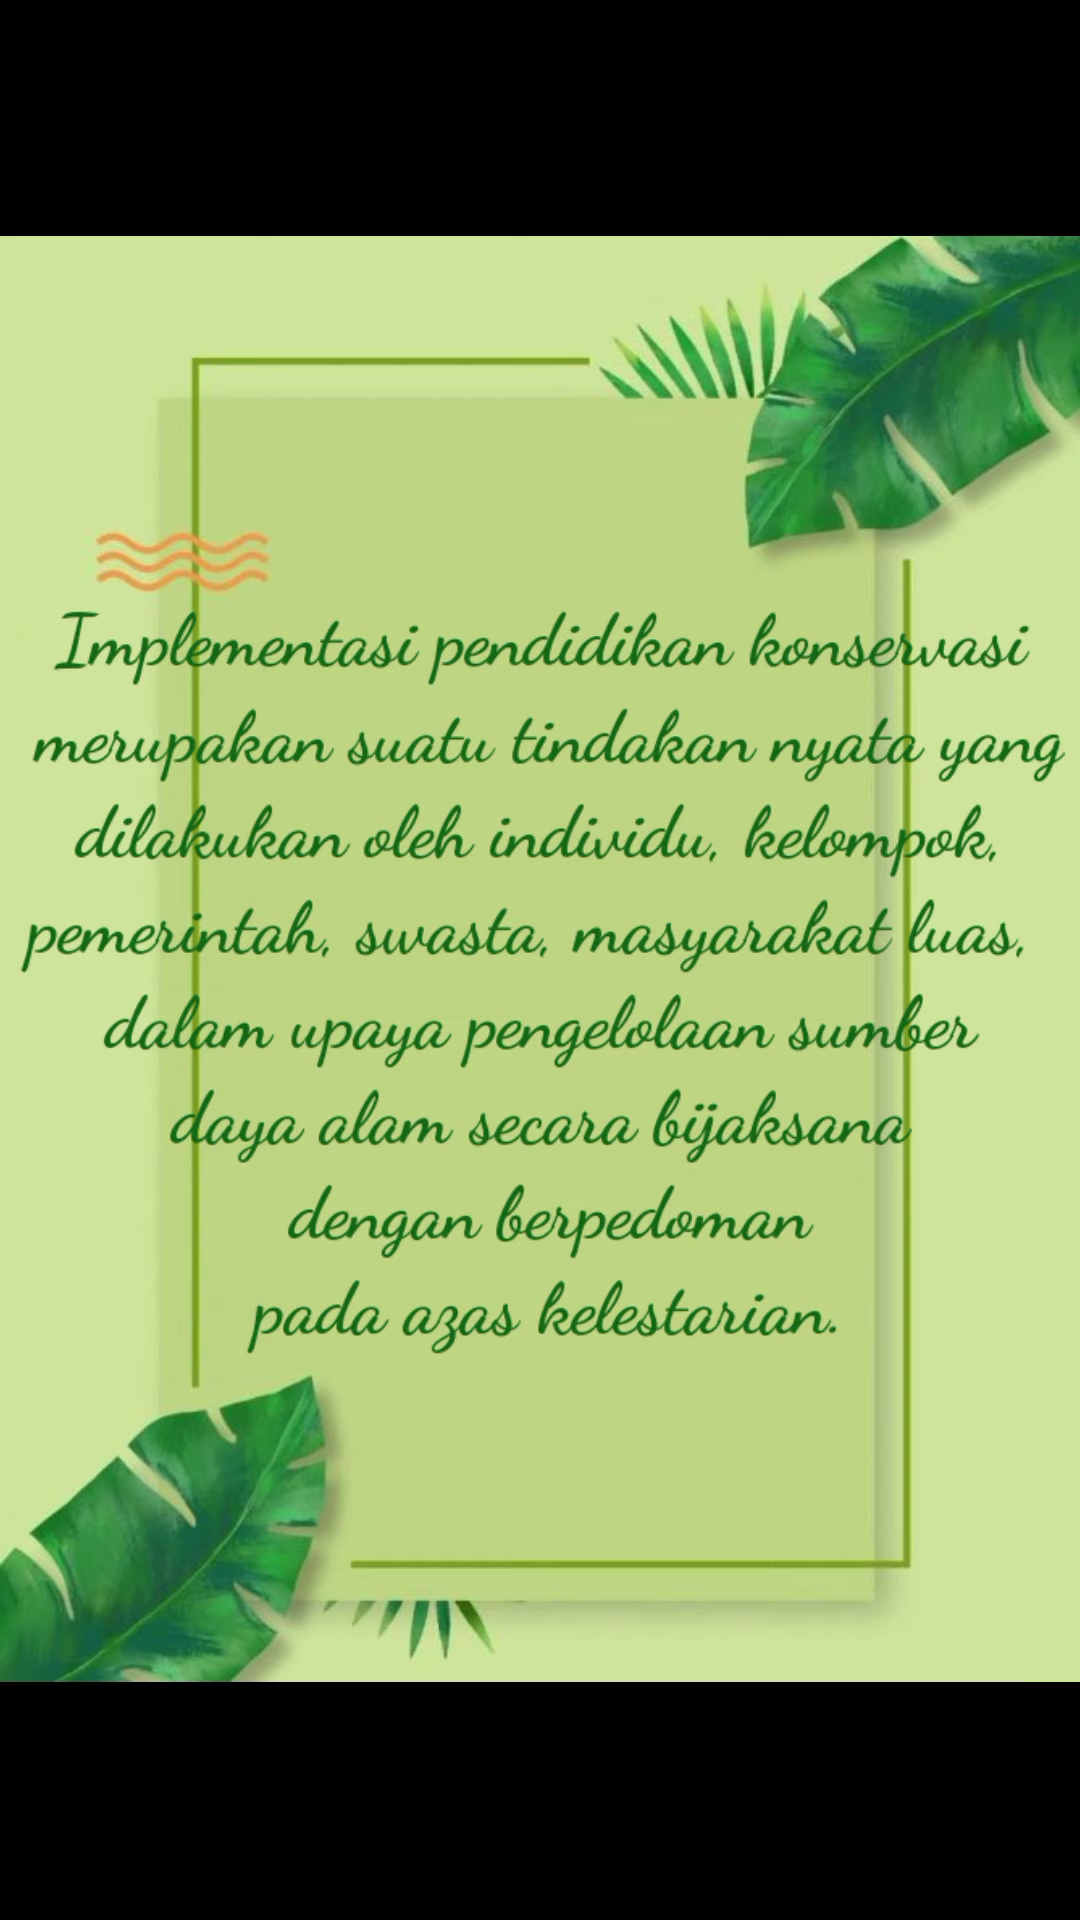 Implementasi pendidikan konservasi
merupakan suatu tindakan nyata yang
dilakukan oleh individu, kelompok,
pemerintah, swasta, masyarakat luas,
dalam upaya pengelolaan sumber
daya alam secara bijaksana
dengan berpedoman
pada azas kelestarian.